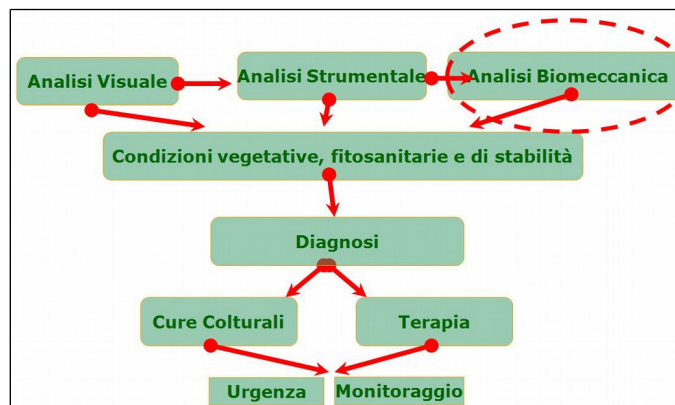 Analisi Visuale
Analisi Strumentale
Analisi Biomeccanica
Condizioni vegetative, fitosanitarie e di stabilità
Diagnosi
Cure Colturali
Terapia
Urgenza
Monitoraggio